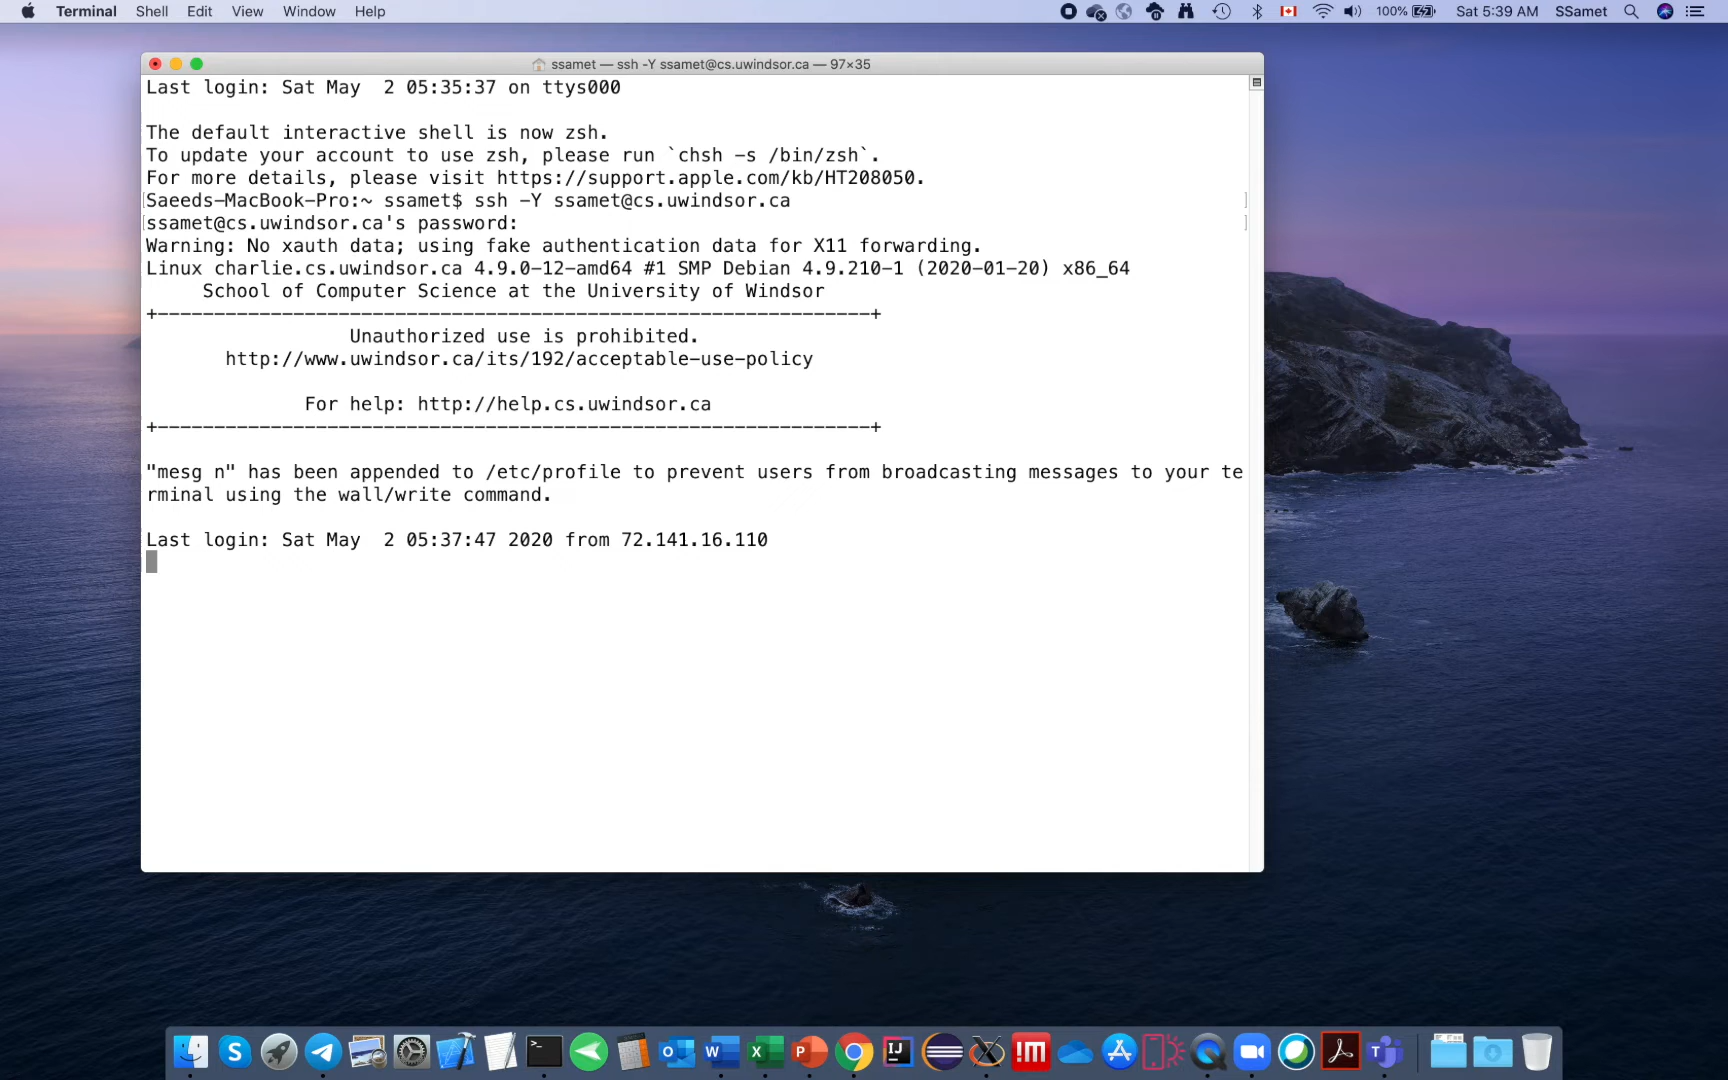 Terminal Shell Edit View Window Help 100% Sat 5:39 AM SSamet
ssamet — ssh -Y ssamet@cs.uwindsor.ca — 97×35
Last login: Sat May  2 05:35:37 on ttys000
The default interactive shell is now zsh.
To update your account to use zsh, please run `chsh -s /bin/zsh`.
For more details, please visit https://support.apple.com/kb/HT208050.
[Saeeds-MacBook-Pro:~ ssamet$ ssh -Y ssamet@cs.uwindsor.ca ]
[ssamet@cs.uwindsor.ca's password: ]
Warning: No xauth data; using fake authentication data for X11 forwarding.
Linux charlie.cs.uwindsor.ca 4.9.0-12-amd64 #1 SMP Debian 4.9.210-1 (2020-01-20) x86_64
School of Computer Science at the University of Windsor
+---------------------------------------------------------------+
Unauthorized use is prohibited.
http://www.uwindsor.ca/its/192/acceptable-use-policy
For help: http://help.cs.uwindsor.ca
+---------------------------------------------------------------+
"mesg n" has been appended to /etc/profile to prevent users from broadcasting messages to your te
rminal using the wall/write command.
Last login: Sat May  2 05:37:47 2020 from 72.141.16.110